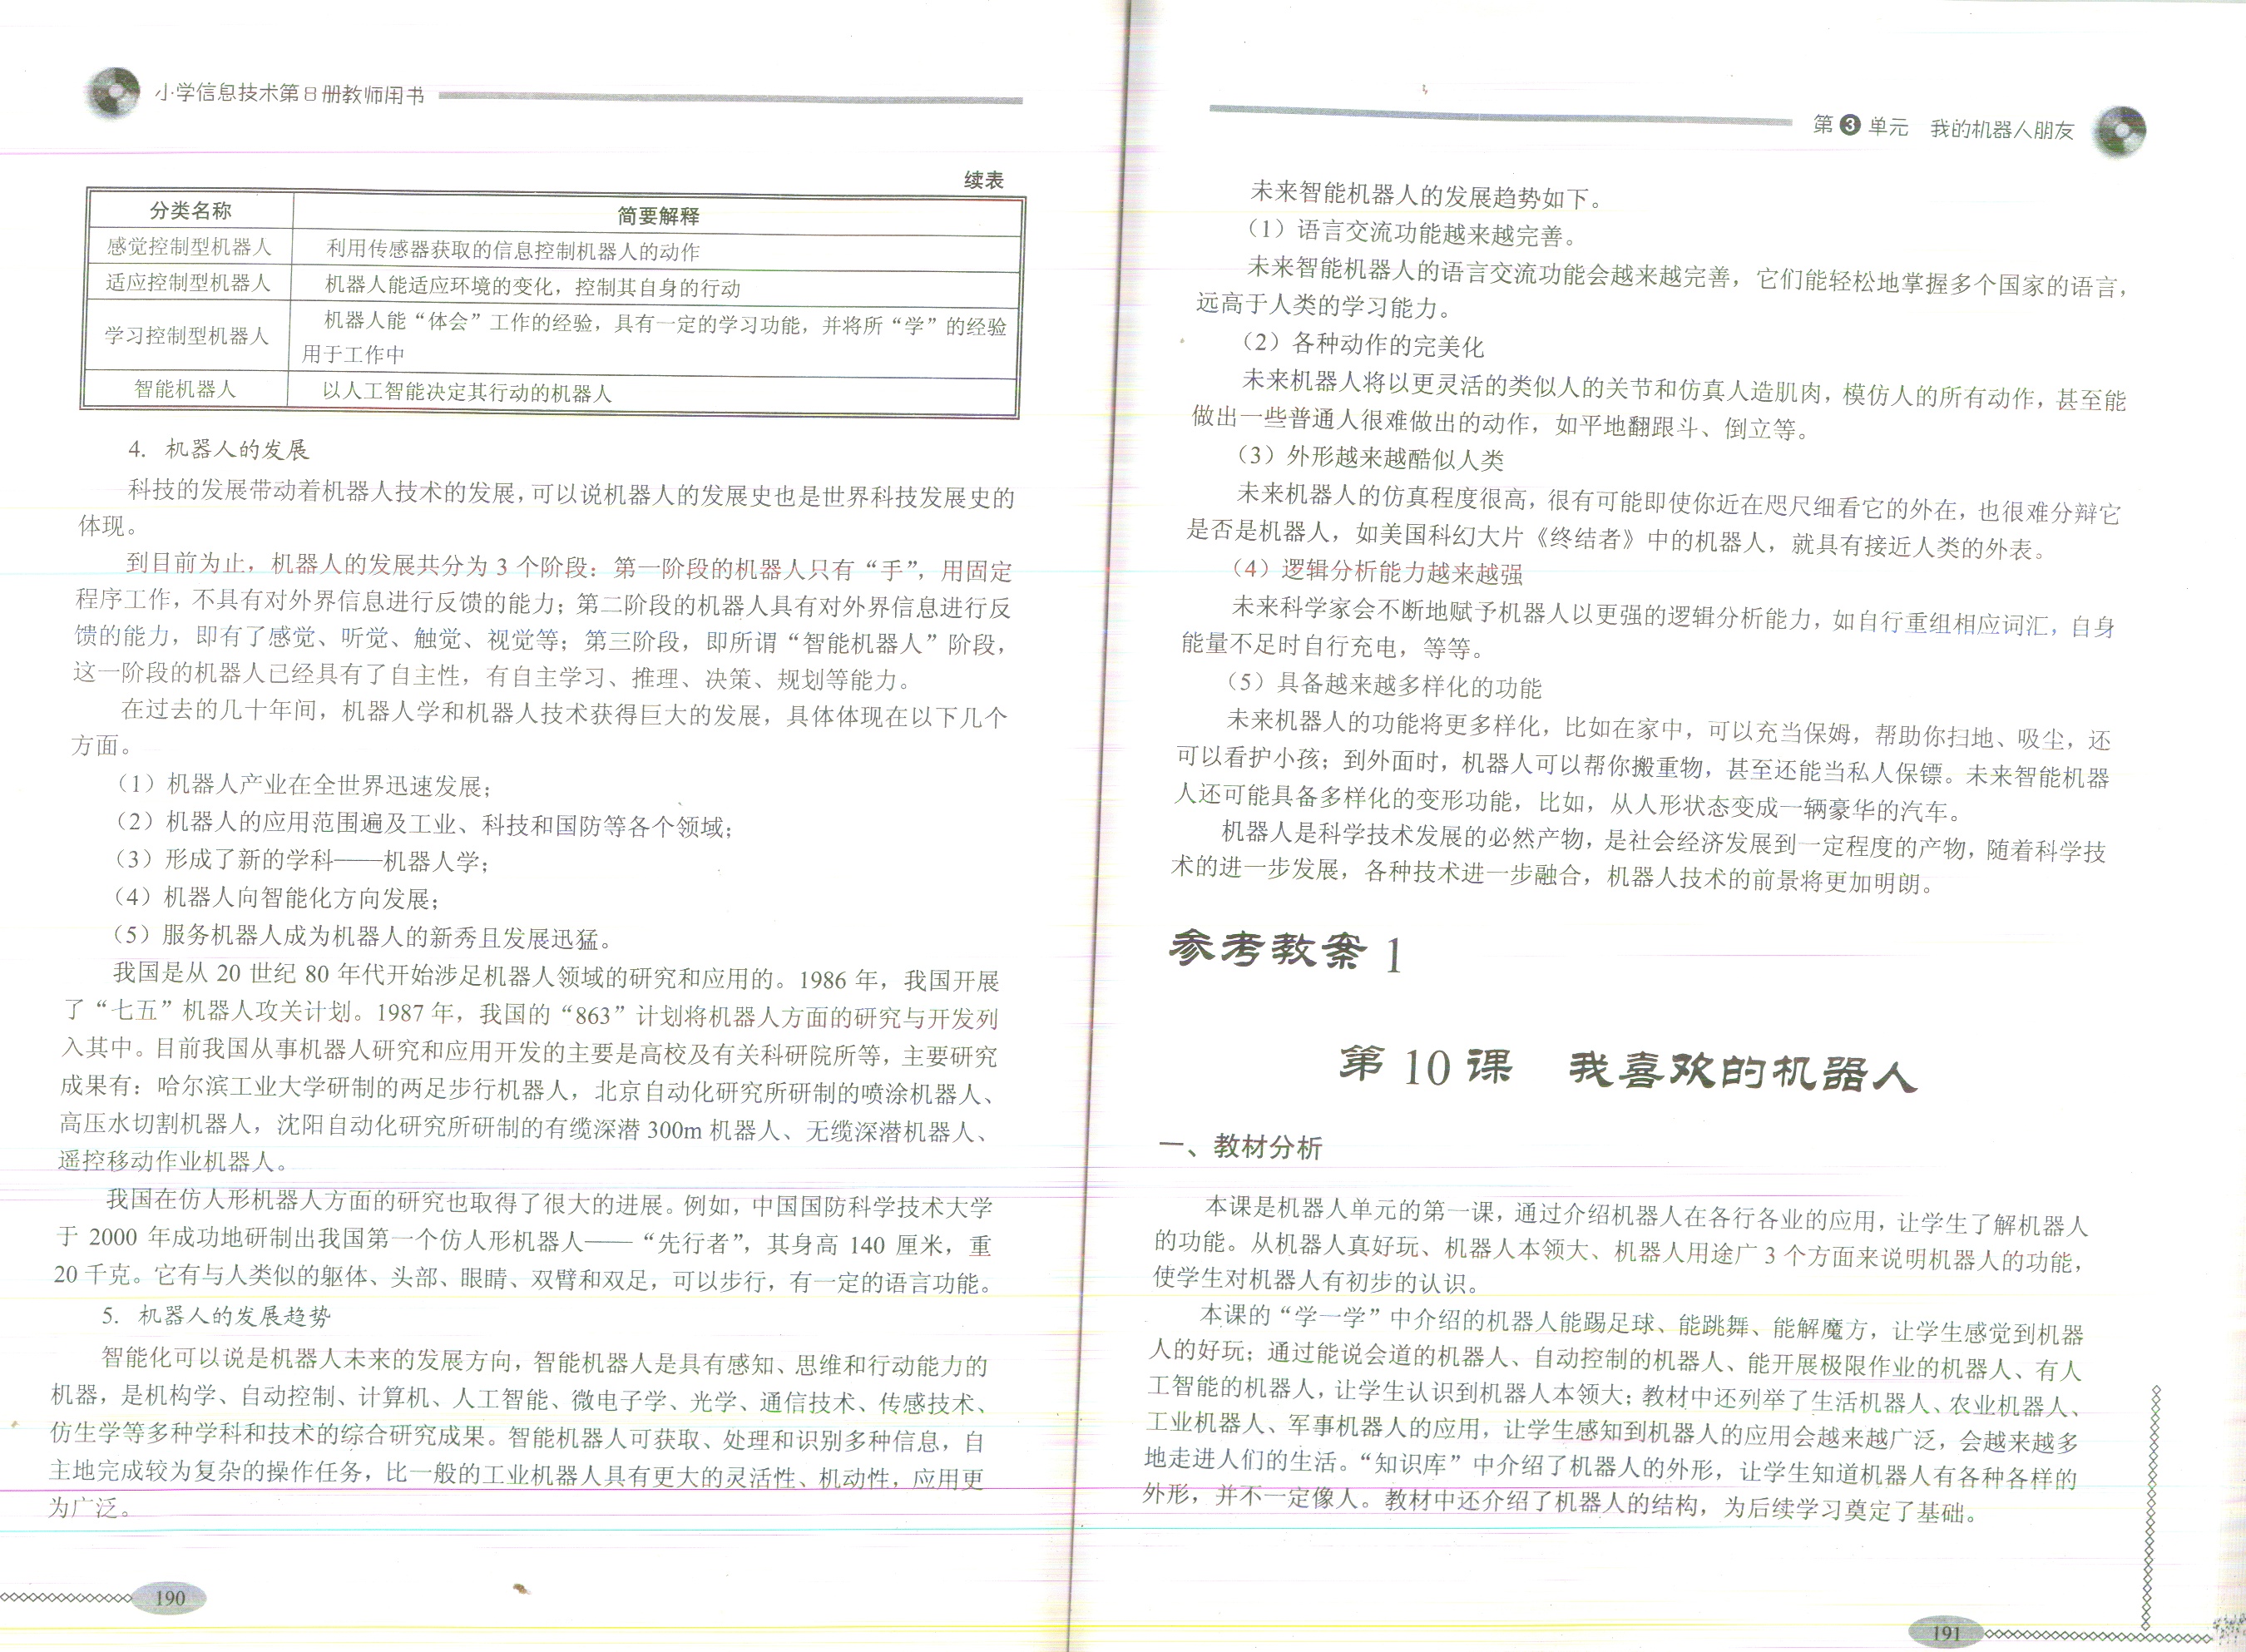 小学信息技术第8册教师用书
续表
分类名称 简要解释
感觉控制型机器人 利用传感器获取的信息控制机器人的动作
适应控制型机器人 机器人能适应环境的变化，控制其自身的行动
学习控制型机器人 机器人能“体会”工作的经验，具有一定的学习功能，并将所“学”的经验
用于工作中
智能机器人 以人工智能决定其行动的机器人
4. 机器人的发展
科技的发展带动着机器人技术的发展，可以说机器人的发展史也是世界科技发展史的
体现。
到目前为止，机器人的发展共分为 3 个阶段：第一阶段的机器人只有“手”，用固定
程序工作，不具有对外界信息进行反馈的能力；第二阶段的机器人具有对外界信息进行反
馈的能力，即有了感觉、听觉、触觉、视觉等；第三阶段，即所谓“智能机器人”阶段，
这一阶段的机器人已经具有了自主性，有自主学习、推理、决策、规划等能力。
在过去的几十年间，机器人学和机器人技术获得巨大的发展，具体体现在以下几个
方面。
（1）机器人产业在全世界迅速发展；
（2）机器人的应用范围遍及工业、科技和国防等各个领域；
（3）形成了新的学科——机器人学；
（4）机器人向智能化方向发展；
（5）服务机器人成为机器人的新秀且发展迅猛。
我国是从 20 世纪 80 年代开始涉足机器人领域的研究和应用的。1986 年，我国开展
了“七五”机器人攻关计划。1987 年，我国的“863”计划将机器人方面的研究与开发列
入其中。目前我国从事机器人研究和应用开发的主要是高校及有关科研院所等，主要研究
成果有：哈尔滨工业大学研制的两足步行机器人，北京自动化研究所研制的喷涂机器人、
高压水切割机器人，沈阳自动化研究所研制的有缆深潜 300m 机器人、无缆深潜机器人、
遥控移动作业机器人。
我国在仿人形机器人方面的研究也取得了很大的进展。例如，中国国防科学技术大学
于 2000 年成功地研制出我国第一个仿人形机器人——“先行者”，其身高 140 厘米，重
20 千克。它有与人类似的躯体、头部、眼睛、双臂和双足，可以步行，有一定的语言功能。
5. 机器人的发展趋势
智能化可以说是机器人未来的发展方向，智能机器人是具有感知、思维和行动能力的
机器，是机构学、自动控制、计算机、人工智能、微电子学、光学、通信技术、传感技术、
仿生学等多种学科和技术的综合研究成果。智能机器人可获取、处理和识别多种信息，自
主地完成较为复杂的操作任务，比一般的工业机器人具有更大的灵活性、机动性，应用更
为广泛。
190
第3单元 我的机器人朋友
未来智能机器人的发展趋势如下。
（1）语言交流功能越来越完善。
未来智能机器人的语言交流功能会越来越完善，它们能轻松地掌握多个国家的语言，
远高于人类的学习能力。
（2）各种动作的完美化
未来机器人将以更灵活的类似人的关节和仿真人造肌肉，模仿人的所有动作，甚至能
做出一些普通人很难做出的动作，如平地翻跟斗、倒立等。
（3）外形越来越酷似人类
未来机器人的仿真程度很高，很有可能即使你近在咫尺细看它的外在，也很难分辩它
是否是机器人，如美国科幻大片《终结者》中的机器人，就具有接近人类的外表。
（4）逻辑分析能力越来越强
未来科学家会不断地赋予机器人以更强的逻辑分析能力，如自行重组相应词汇，自身
能量不足时自行充电，等等。
（5）具备越来越多样化的功能
未来机器人的功能将更多样化，比如在家中，可以充当保姆，帮助你扫地、吸尘，还
可以看护小孩；到外面时，机器人可以帮你搬重物，甚至还能当私人保镖。未来智能机器
人还可能具备多样化的变形功能，比如，从人形状态变成一辆豪华的汽车。
机器人是科学技术发展的必然产物，是社会经济发展到一定程度的产物，随着科学技
术的进一步发展，各种技术进一步融合，机器人技术的前景将更加明朗。
参考教案 1
第 10 课 我喜欢的机器人
一、教材分析
本课是机器人单元的第一课，通过介绍机器人在各行各业的应用，让学生了解机器人
的功能。从机器人真好玩、机器人本领大、机器人用途广 3 个方面来说明机器人的功能，
使学生对机器人有初步的认识。
本课的“学一学”中介绍的机器人能踢足球、能跳舞、能解魔方，让学生感觉到机器
人的好玩；通过能说会道的机器人、自动控制的机器人、能开展极限作业的机器人、有人
工智能的机器人，让学生认识到机器人本领大；教材中还列举了生活机器人、农业机器人、
工业机器人、军事机器人的应用，让学生感知到机器人的应用会越来越广泛，会越来越多
地走进人们的生活。“知识库”中介绍了机器人的外形，让学生知道机器人有各种各样的
外形，并不一定像人。教材中还介绍了机器人的结构，为后续学习奠定了基础。
191